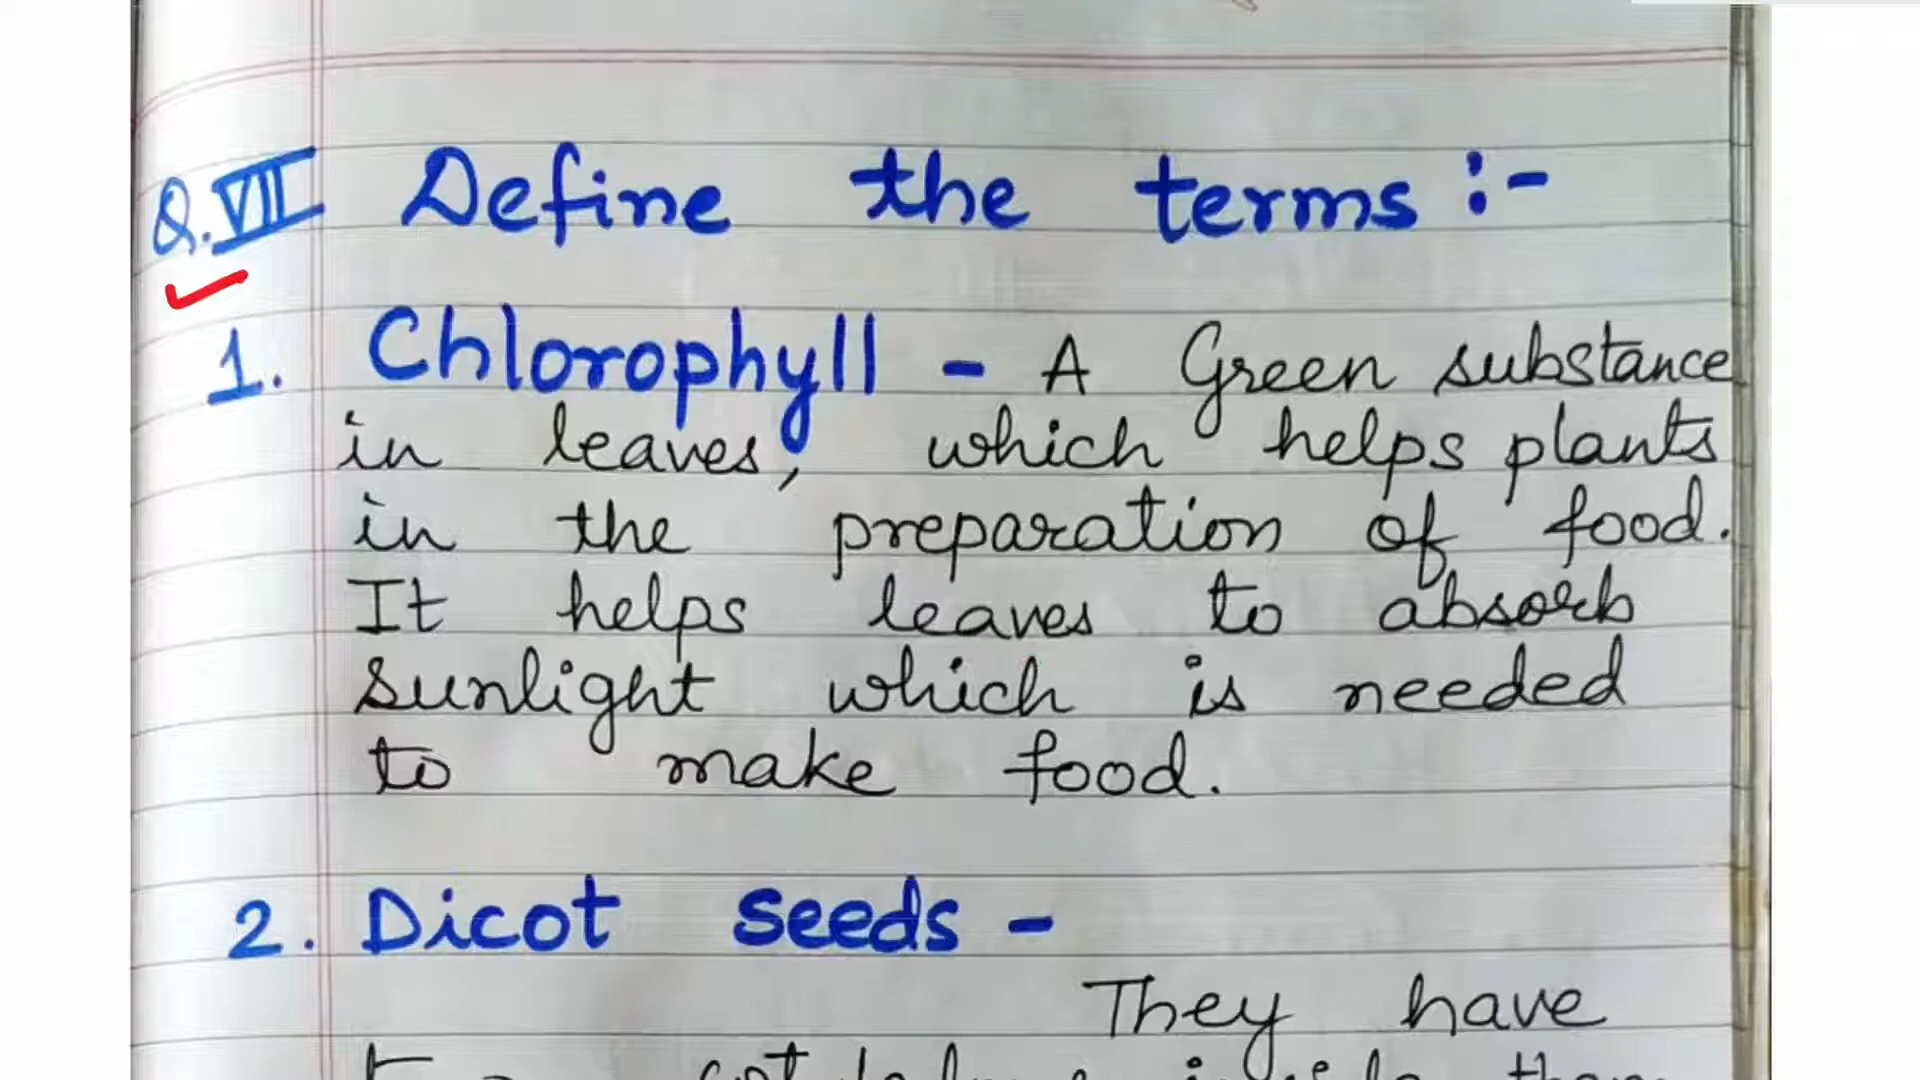 Q.VII Define the terms :-
1. Chlorophyll - A Green substance
in leaves, which helps plants
in the preparation of food.
It helps leaves to absorb
sunlight which is needed
to make food.
2. Dicot seeds -
They have